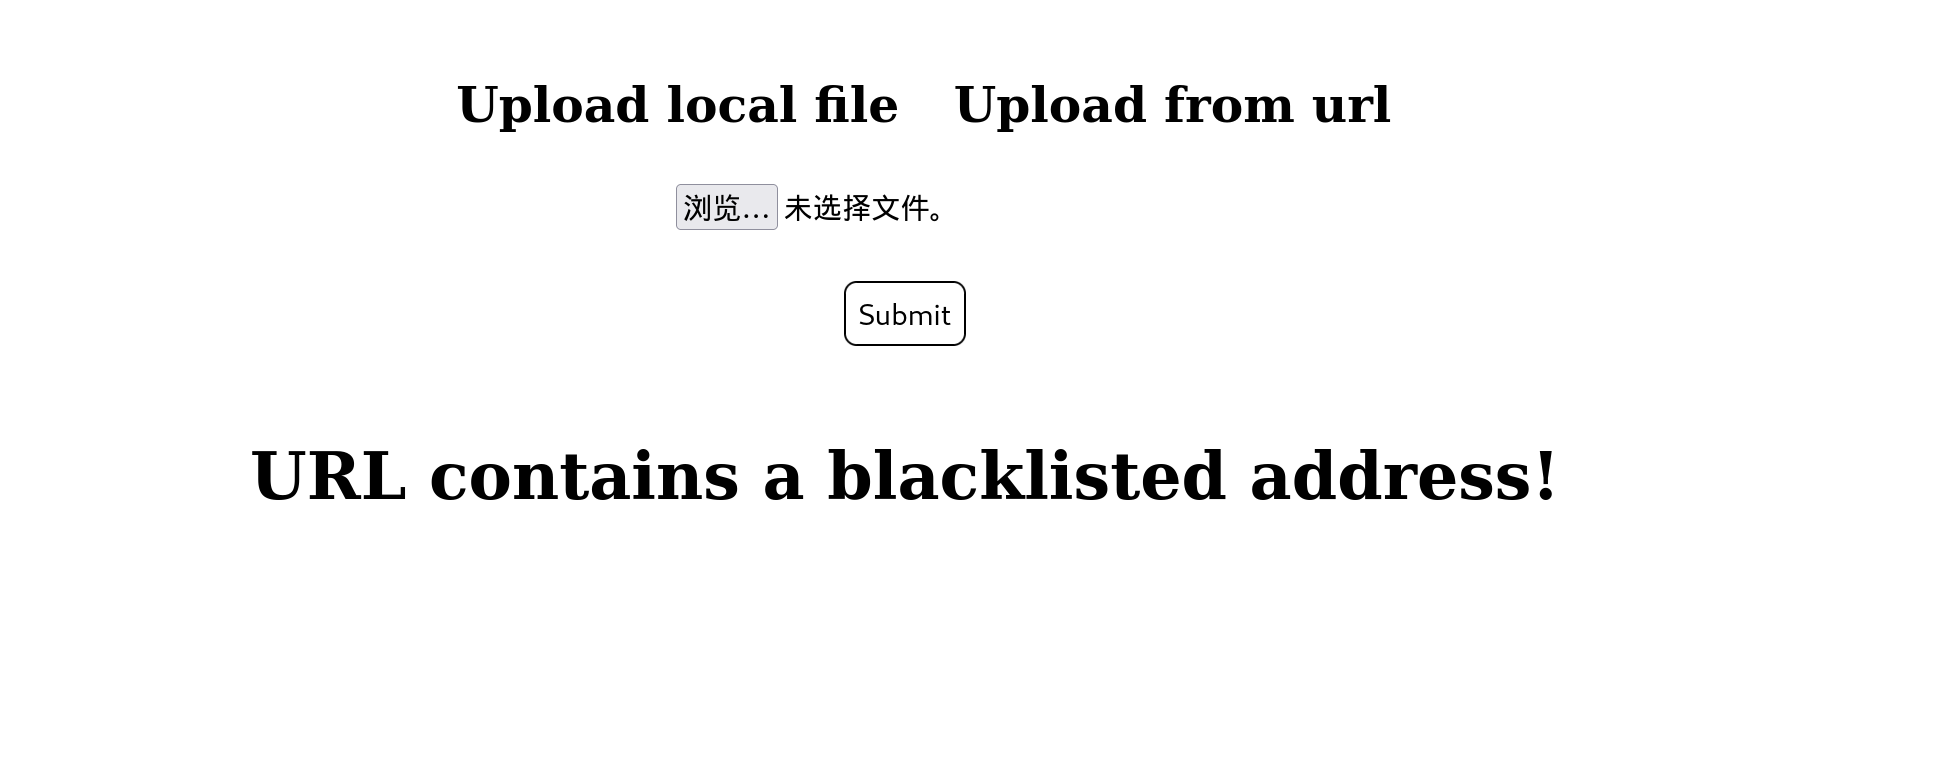 Upload local file Upload from url
浏览... 未选择文件。
Submit
URL contains a blacklisted address!